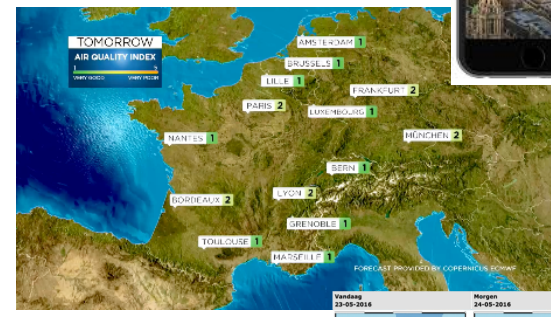 TOMORROW
AIR QUALITY INDEX
1 5
VERY GOOD VERY POOR
AMSTERDAM 1
BRUSSELS 1
LILLE 1
FRANKFURT 2
PARIS 2
LUXEMBOURG 1
MÜNCHEN 2
NANTES 1
BERN 1
LYON 2
BORDEAUX 2
GRENOBLE 1
TOULOUSE 1
MARSEILLE 1
FORECAST PROVIDED BY COPERNICUS ECMWF
Vandaag Morgen
23-05-2016 24-05-2016